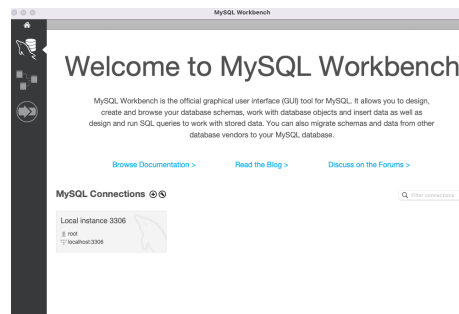 MySQL Workbench
Welcome to MySQL Workbench
MySQL Workbench is the official graphical user interface (GUI) tool for MySQL. It allows you to design,
create and browse your database schemas, work with database objects and insert data as well as
design and run SQL queries to work with stored data. You can also migrate schemas and data from other
database vendors to your MySQL database.
Browse Documentation > Read the Blog > Discuss on the Forums >
MySQL Connections Filter connections
Local instance 3306
root
localhost:3306